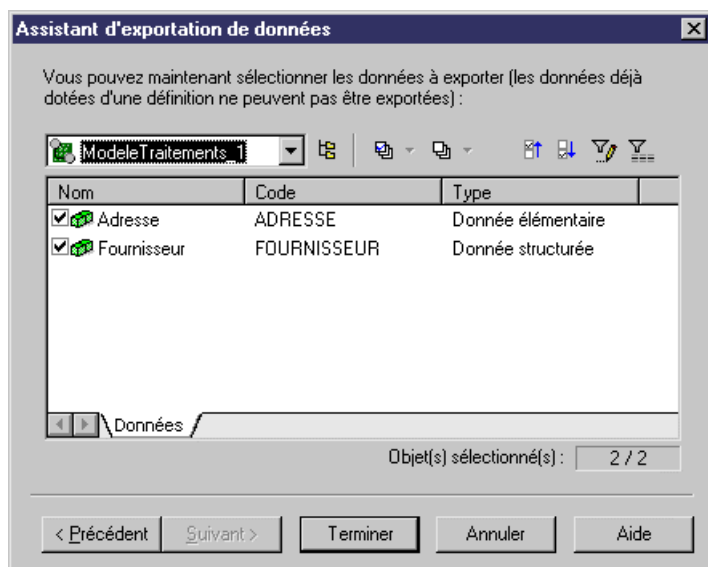 Assistant d'exportation de données
Vous pouvez maintenant sélectionner les données à exporter (les données déjà
dotées d'une définition ne peuvent pas être exportées) :
ModeleTraitements_1
Nom Code Type
Adresse ADRESSE Donnée élémentaire
Fournisseur FOURNISSEUR Donnée structurée
Données
Objet(s) sélectionné(s) : 2 / 2
< Précédent Suivant > Terminer Annuler Aide